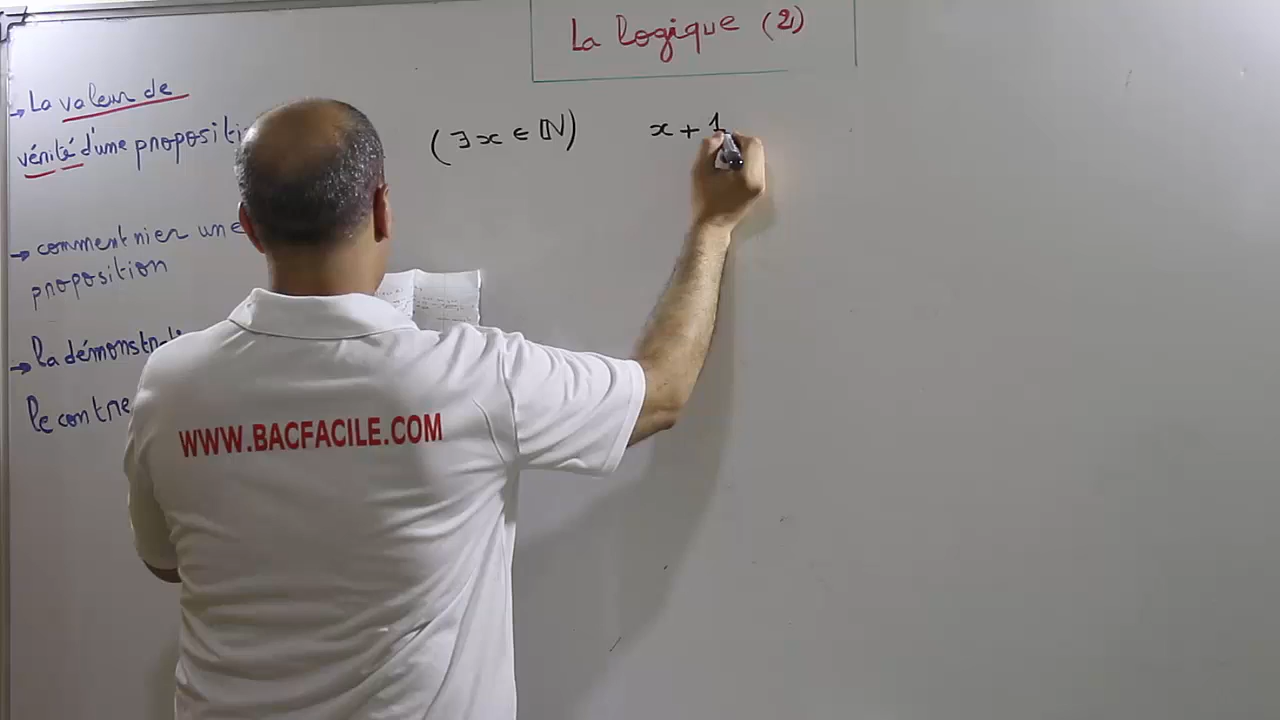 La logique (2)
→ La valeur de
vérité d'une propositi
→ comment nier une
proposition
→ la démonst
le contre
(∃x ∈ ℕ) x + 1
WWW.BACFACILE.COM